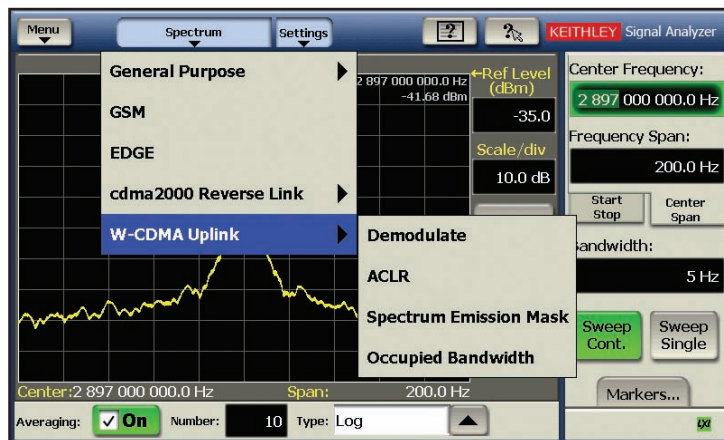 Menu
Spectrum
Settings
?
?
KEITHLEY Signal Analyzer
General Purpose
GSM
EDGE
cdma2000 Reverse Link
W-CDMA Uplink
Demodulate
ACLR
Spectrum Emission Mask
Occupied Bandwidth
2 897 000 000.0 Hz
-41.68 dBm
Ref Level
(dBm)
-35.0
Scale/div
10.0 dB
Center Frequency:
2 897 000 000.0 Hz
Frequency Span:
200.0 Hz
Start
Stop
Center
Span
andwidth:
5 Hz
Sweep
Cont.
Sweep
Single
Markers...
Center:2 897 000 000.0 Hz
Span:
200.0 Hz
Averaging:
On
Number:
10
Type:
Log
LXI